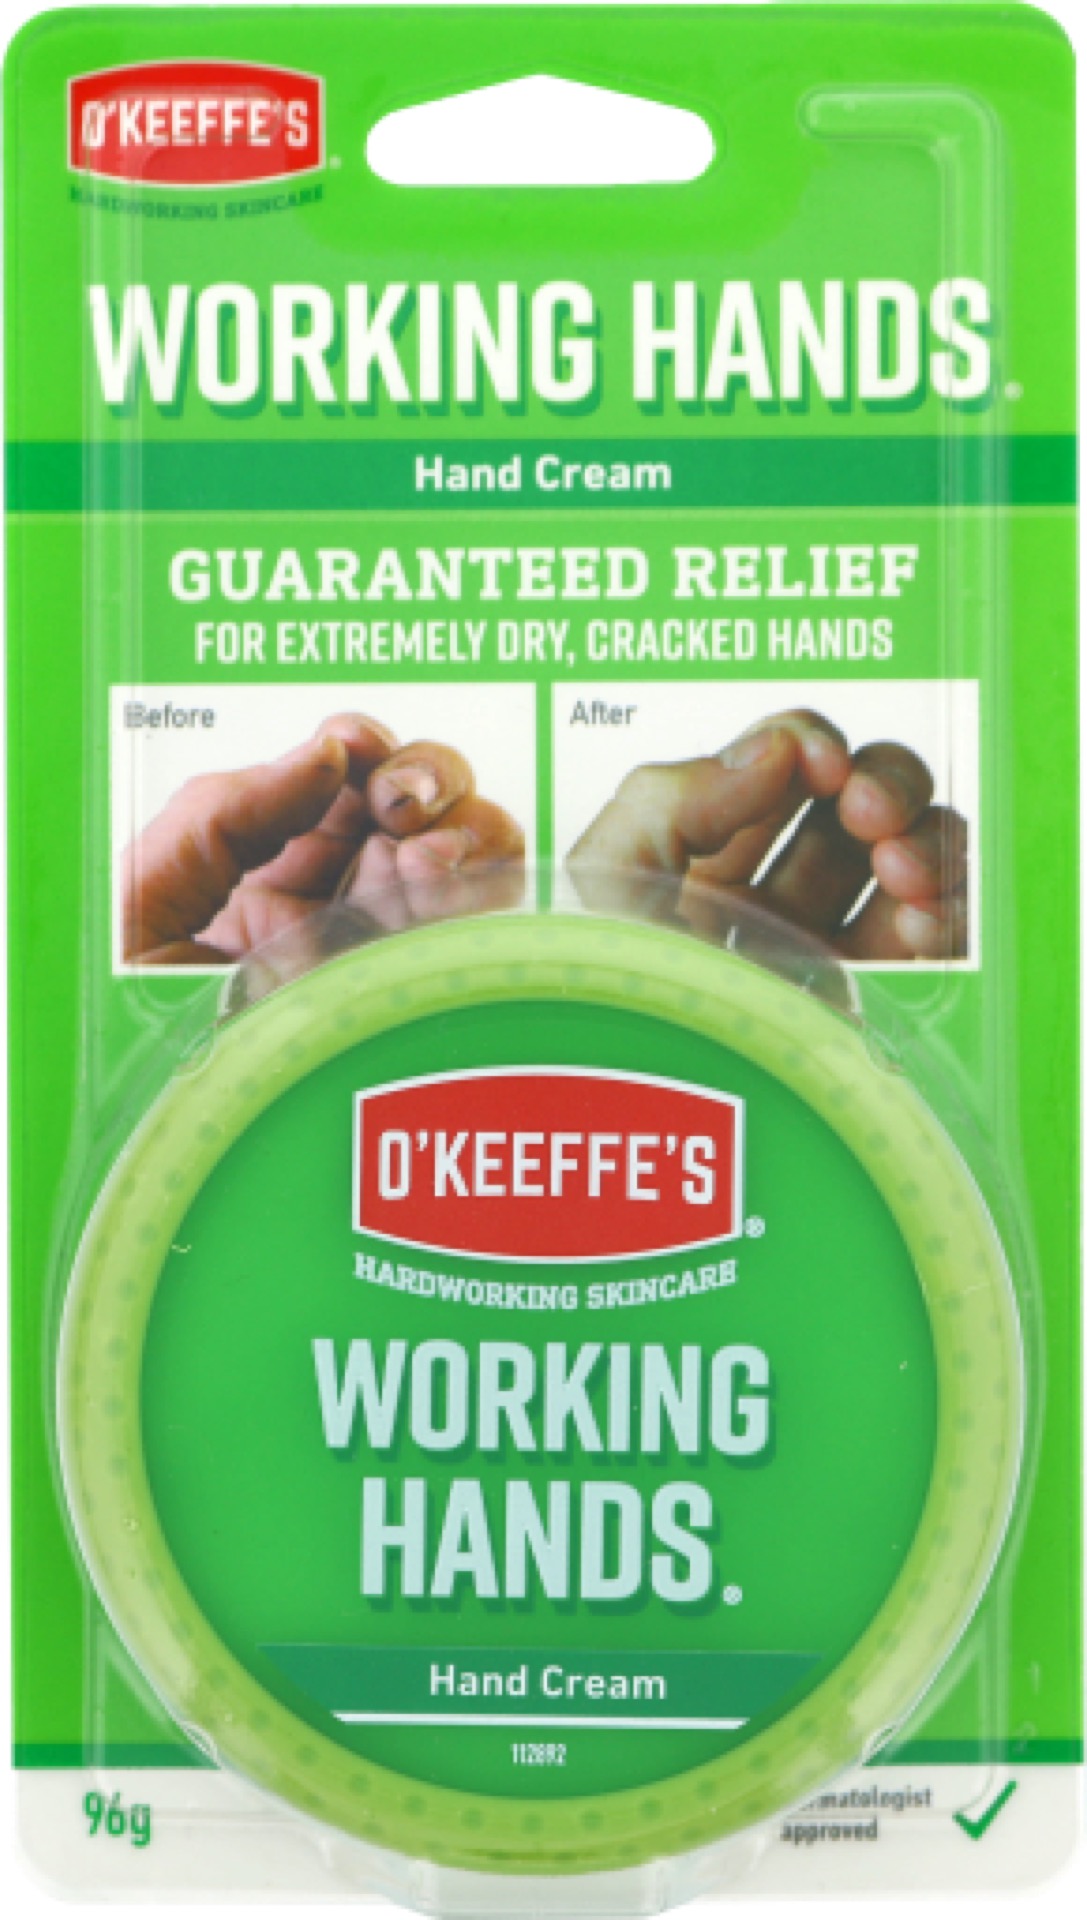 O'KEEFFE'S
HARDWORKING SKINCARE
WORKING HANDS®
Hand Cream
GUARANTEED RELIEF
FOR EXTREMELY DRY, CRACKED HANDS
Before
After
O'KEEFFE'S®
HARDWORKING SKINCARE
WORKING
HANDS®
Hand Cream
112892
96g
approved